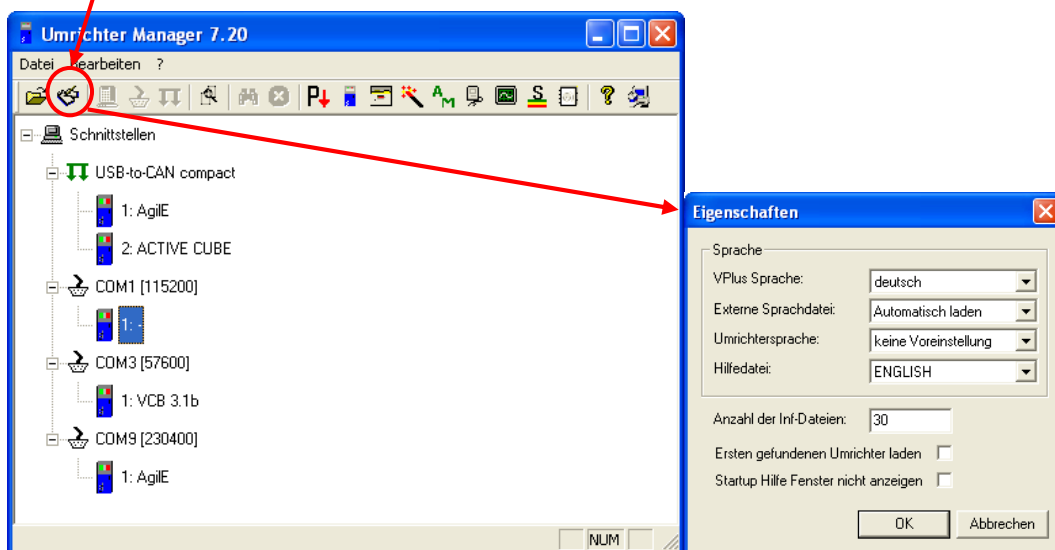 Umrichter Manager 7.20
Datei Bearbeiten ?
Schnittstellen
USB-to-CAN compact
1: AgilE
2: ACTIVE CUBE
COM1 [115200]
1: -
COM3 [57600]
1: VCB 3.1b
COM9 [230400]
1: AgilE
NUM
Eigenschaften
Sprache
VPlus Sprache: deutsch
Externe Sprachdatei: Automatisch laden
Umrichtersprache: keine Voreinstellung
Hilfedatei: ENGLISH
Anzahl der Inf-Dateien: 30
Ersten gefundenen Umrichter laden
Startup Hilfe Fenster nicht anzeigen
OK Abbrechen